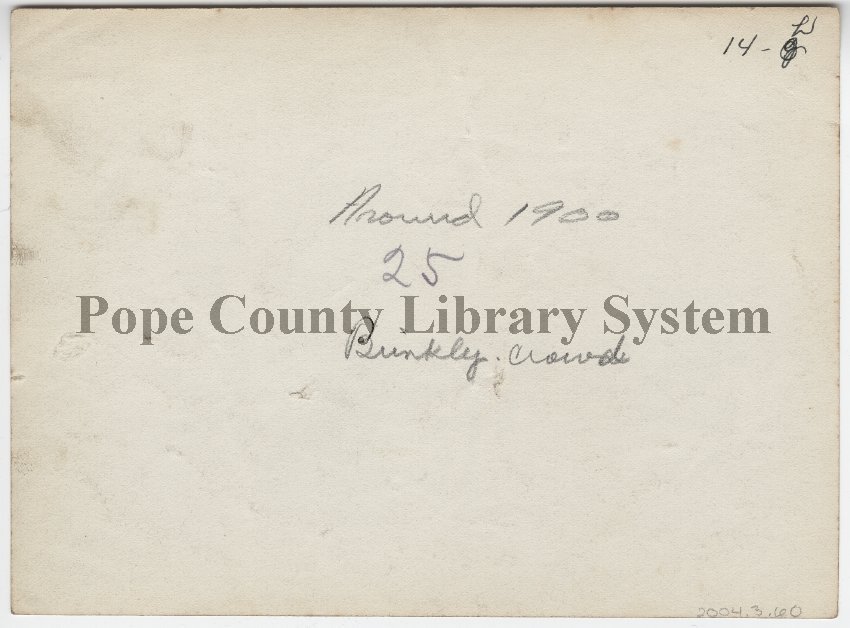 14-
Around 1900
25
Pope County Library System
Brinkly. crowd
2004.3.60